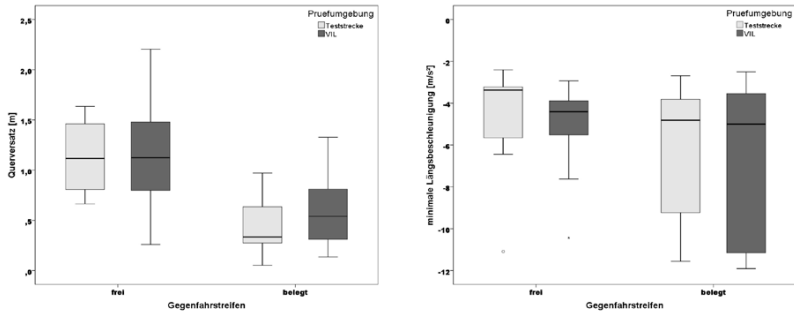 Pruefumgebung
Teststrecke
VIL
2,5
2,0
1,5
1,0
,5
,0
Querversatz [m]
frei
belegt
Gegenfahrstreifen
Pruefumgebung
Teststrecke
VIL
0
-2
-4
-6
-8
-10
-12
minimale Längsbeschleunigung [m/s²]
frei
belegt
Gegenfahrstreifen